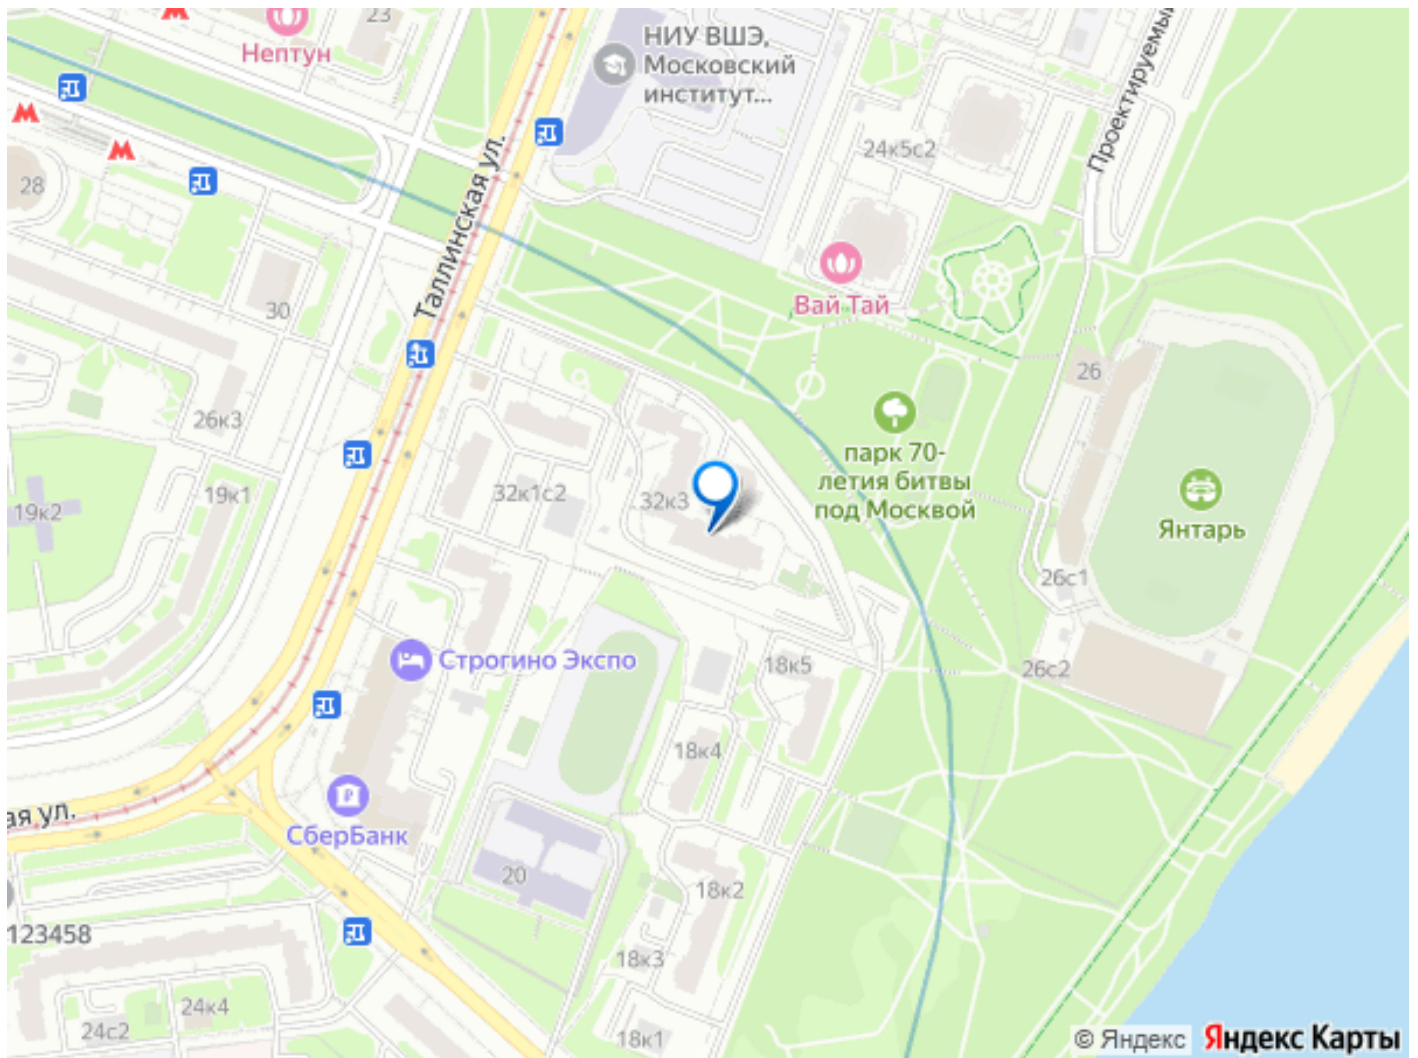 Нептун
23
НИУ ВШЭ,
Московский
институт...
Проектируемы
24к5с2
28
Таллинская ул.
Вай Тай
30
26
26к3
парк 70-
летия битвы
под Москвой
19к1
32к1с2
32к3
19к2
Янтарь
26с1
Строгино Экспо
18к5
26с2
18к4
ая ул.
СберБанк
20
18к2
123458
18к3
24к4
24с2
18к1
© Яндекс Яндекс Карты